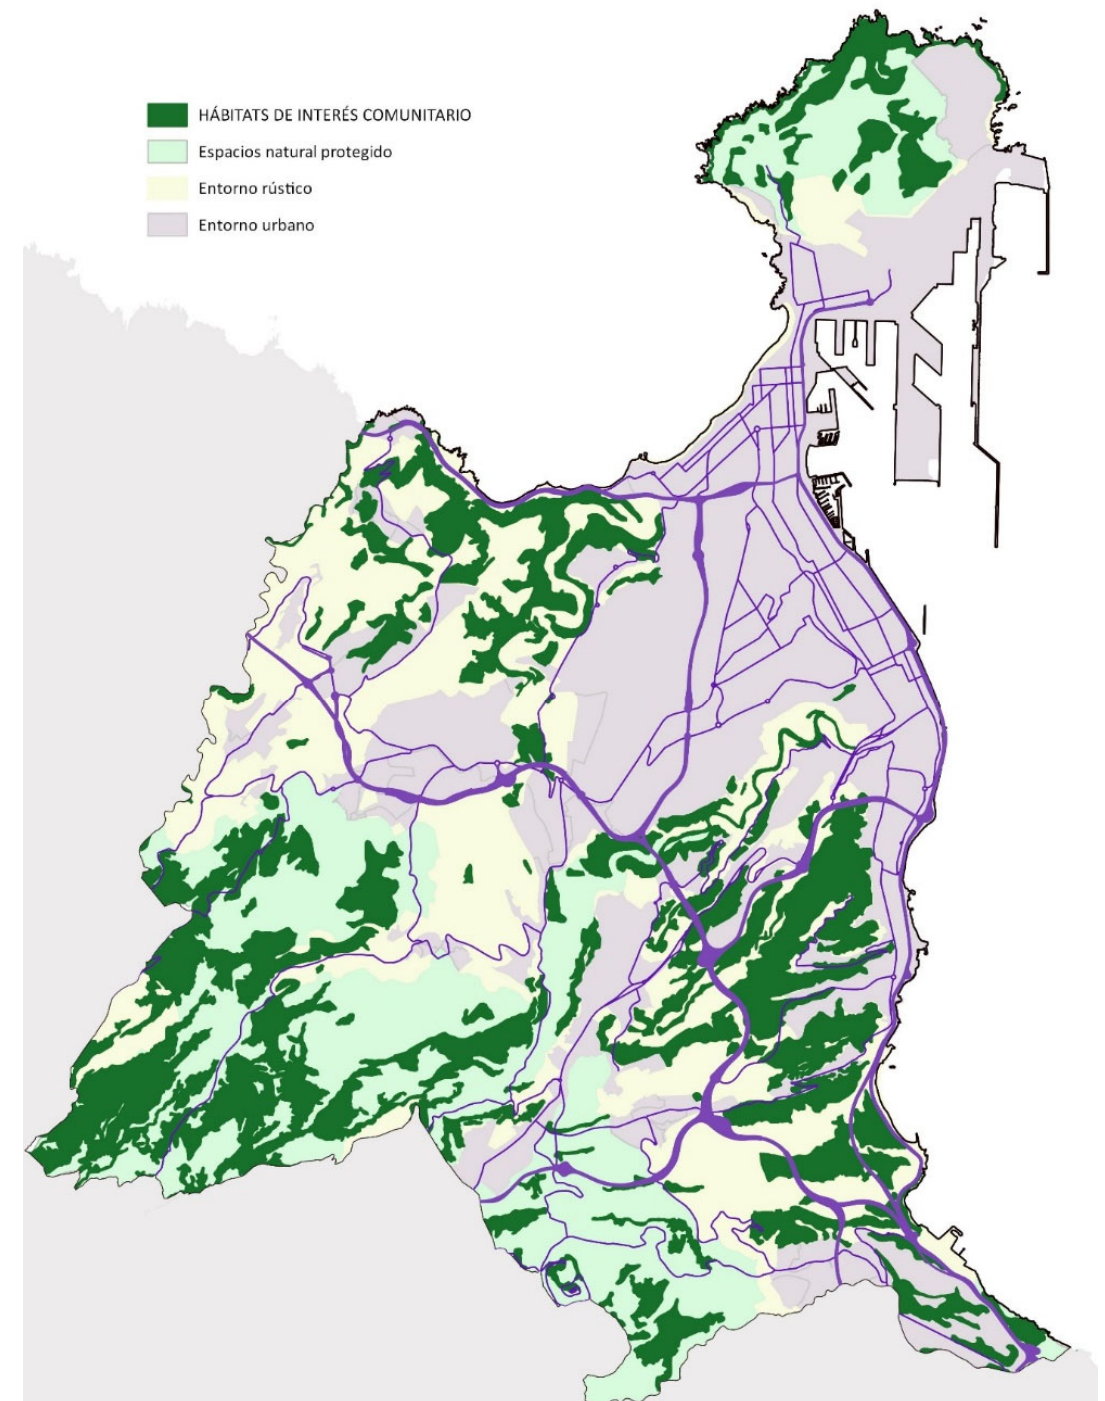 HÁBITATS DE INTERÉS COMUNITARIO
Espacios natural protegido
Entorno rústico
Entorno urbano